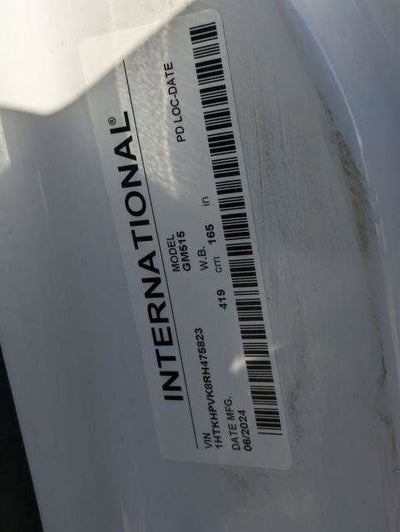 INTERNATIONAL®
MODEL
GM515
PD LOC-DATE
419 cm W.B. 165 in
VIN
1HTKHPVK8RH475823
DATE MFG.
06/2024